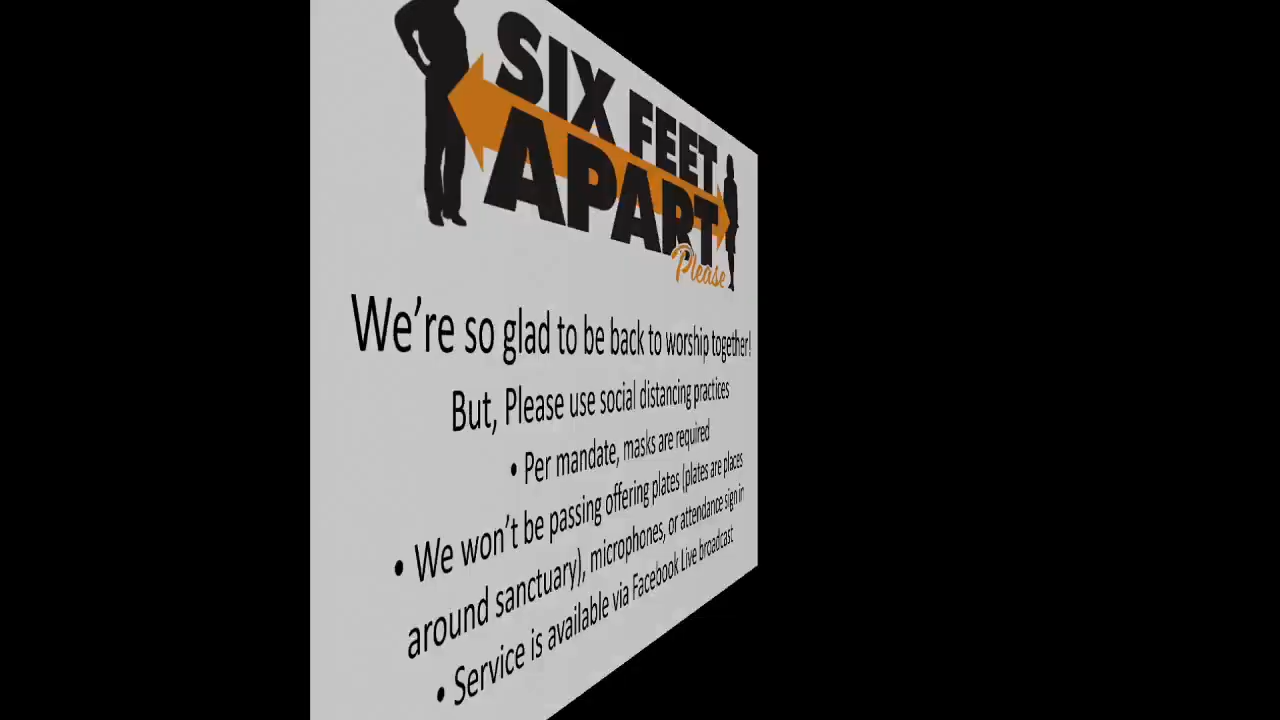 SIX FEET
APART
Please
We're so glad to be back to worship together!
But, Please use social distancing practices
• Per mandate, masks are required
• We won't be passing offering plates (plates are places
around sanctuary), microphones, or attendance sign in
• Service is available via Facebook Live broadcast